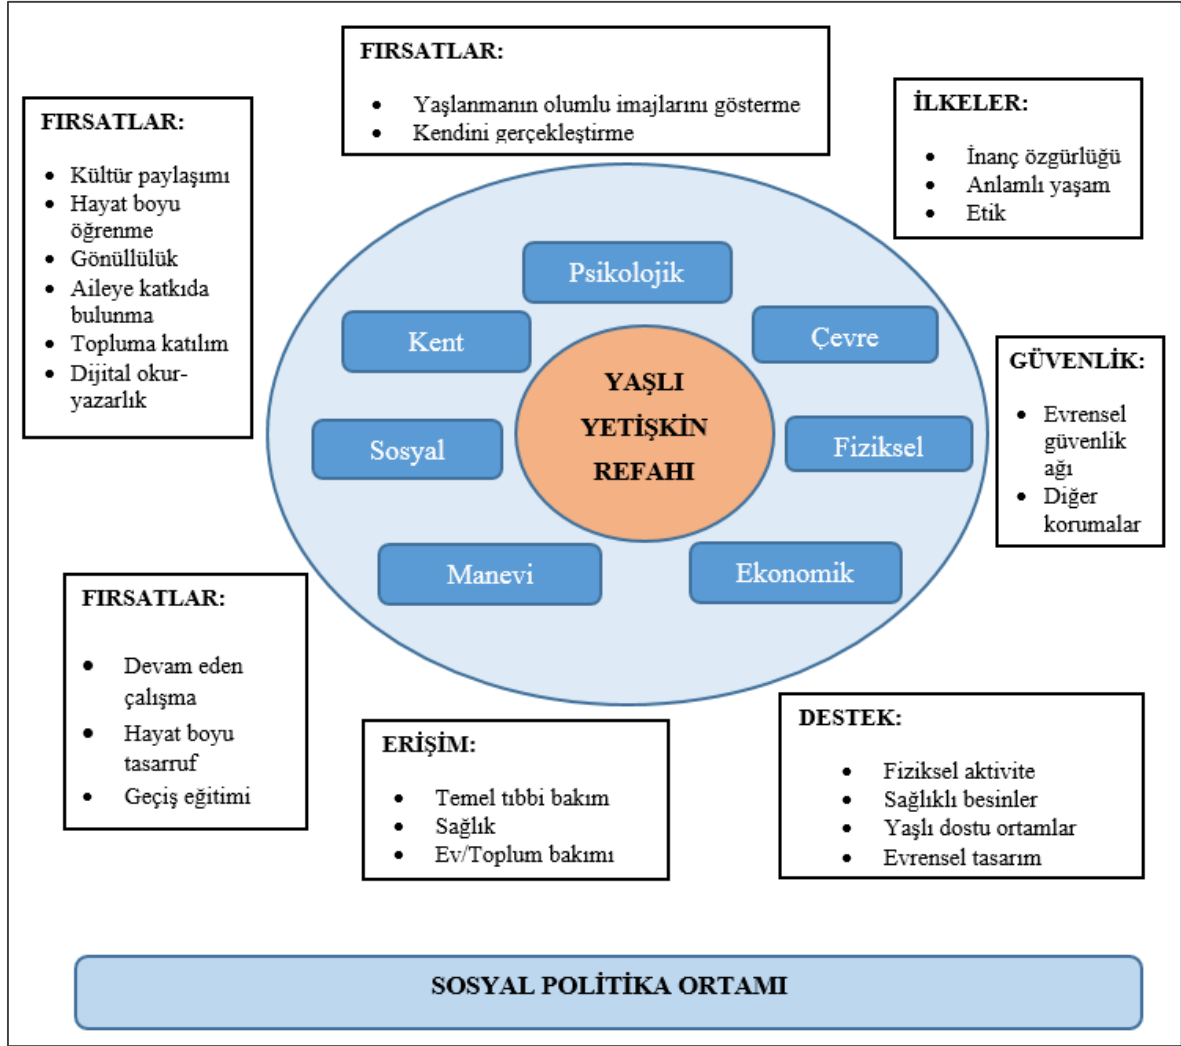 FIRSATLAR:
Yaşlanmanın olumlu imajlarını gösterme
Kendini gerçekleştirme
FIRSATLAR:
Kültür paylaşımı
Hayat boyu
öğrenme
Gönüllülük
Aileye katkıda
bulunma
Topluma katılım
Dijital okur-
yazarlık
İLKELER:
İnanç özgürlüğü
Anlamlı yaşam
Etik
Psikolojik
Kent
Çevre
YAŞLI
YETİŞKİN
REFAHI
Sosyal
Fiziksel
Manevi
Ekonomik
GÜVENLİK:
Evrensel
güvenlik
ağı
Diğer
korumalar
FIRSATLAR:
Devam eden
çalışma
Hayat boyu
tasarruf
Geçiş eğitimi
ERİŞİM:
Temel tıbbi bakım
Sağlık
Ev/Toplum bakımı
DESTEK:
Fiziksel aktivite
Sağlıklı besinler
Yaşlı dostu ortamlar
Evrensel tasarım
SOSYAL POLİTİKA ORTAMI